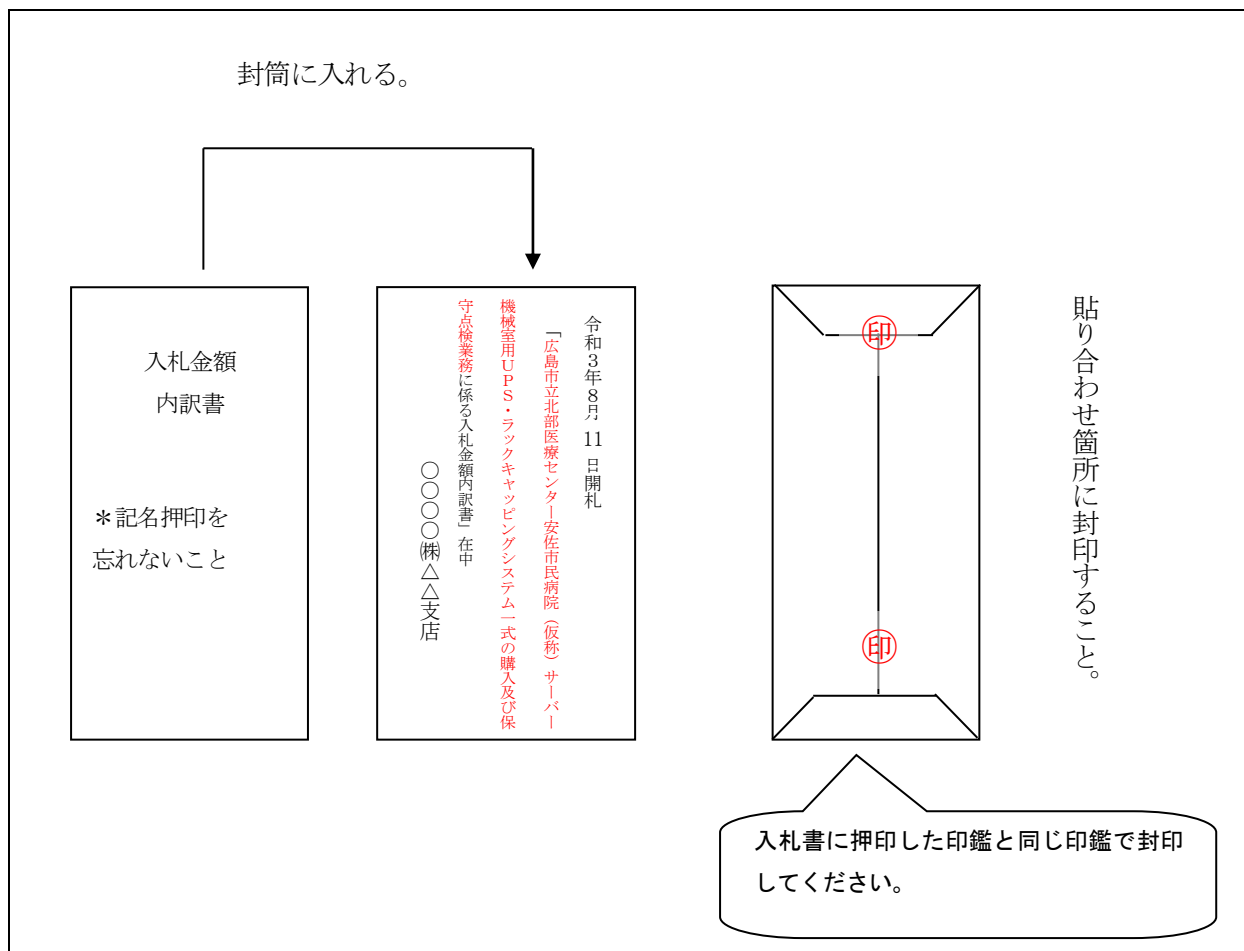 封筒に入れる。
入札金額
内訳書
＊記名押印を
忘れないこと
令和３年８月 11 日開札
「広島市立北部医療センター安佐市民病院（仮称）サーバー
機械室用ＵＰＳ・ラックキャッピングシステム一式の購入及び保
守点検業務に係る入札金額内訳書」在中
〇〇〇〇㈱△△支店
印
印
貼り合わせ箇所に封印すること。
入札書に押印した印鑑と同じ印鑑で封印
してください。